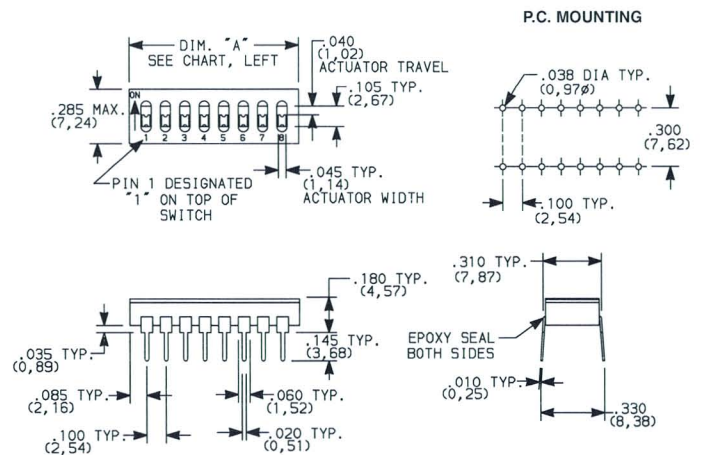 P.C. MOUNTING
DIM. "A"
SEE CHART, LEFT
.040
(1,02)
ACTUATOR TRAVEL
.105 TYP.
(2,67)
.285 MAX.
(7,24)
ON
1 2 3 4 5 6 7 8
.045 TYP.
(1,14)
ACTUATOR WIDTH
PIN 1 DESIGNATED
"1" ON TOP OF
SWITCH
.038 DIA TYP.
(0,97ø)
.300
(7,62)
.100 TYP.
(2,54)
.180 TYP.
(4,57)
.145 TYP.
(3,68)
.035 TYP.
(0,89)
.085 TYP.
(2,16)
.060 TYP.
(1,52)
.100 TYP.
(2,54)
.020 TYP.
(0,51)
.310 TYP.
(7,87)
EPOXY SEAL
BOTH SIDES
.010 TYP.
(0,25)
.330
(8,38)